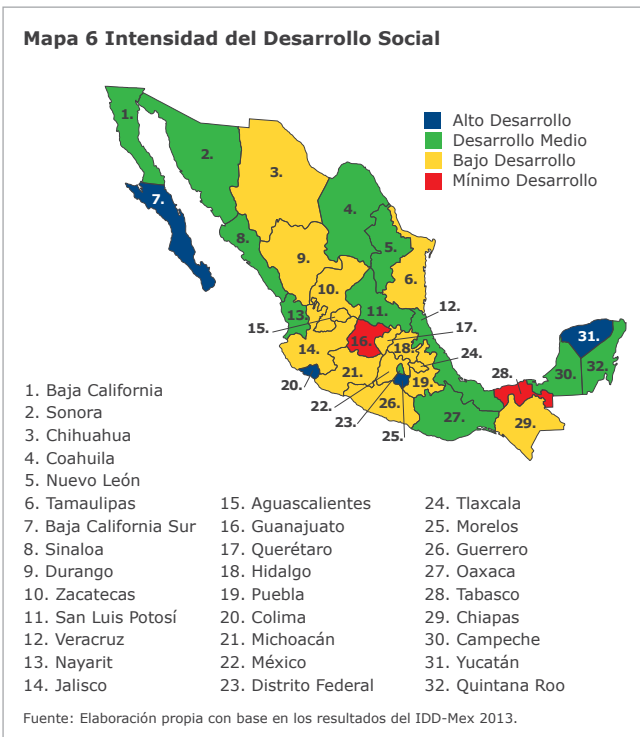 Mapa 6 Intensidad del Desarrollo Social
Alto Desarrollo
Desarrollo Medio
Bajo Desarrollo
Mínimo Desarrollo
1.
2.
3.
7.
4.
8.
5.
9.
6.
10.
12.
13.
11.
15.
17.
31.
16.
18.
14.
24.
32.
28.
30.
21.
20.
19.
22.
26.
27.
29.
23.
25.
1. Baja California
2. Sonora
3. Chihuahua
4. Coahuila
5. Nuevo León
6. Tamaulipas
7. Baja California Sur
8. Sinaloa
9. Durango
10. Zacatecas
11. San Luis Potosí
12. Veracruz
13. Nayarit
14. Jalisco
15. Aguascalientes
16. Guanajuato
17. Querétaro
18. Hidalgo
19. Puebla
20. Colima
21. Michoacán
22. México
23. Distrito Federal
24. Tlaxcala
25. Morelos
26. Guerrero
27. Oaxaca
28. Tabasco
29. Chiapas
30. Campeche
31. Yucatán
32. Quintana Roo
Fuente: Elaboración propia con base en los resultados del IDD-Mex 2013.